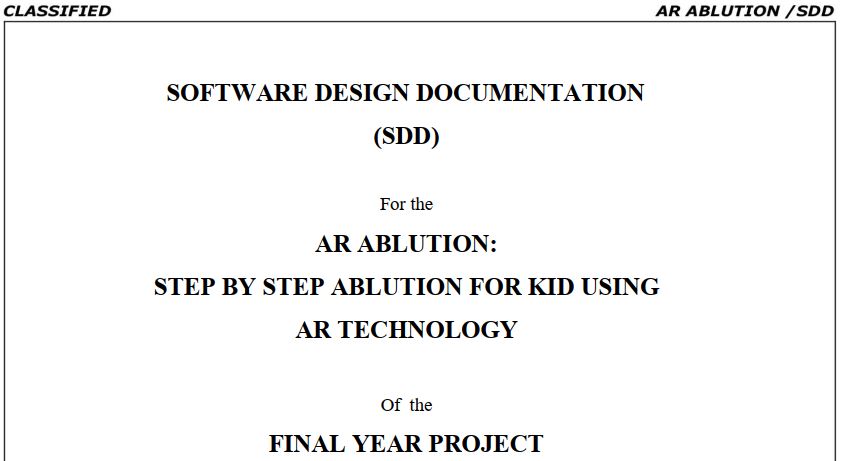 CLASSIFIED AR ABLUTION /SDD
SOFTWARE DESIGN DOCUMENTATION
(SDD)
For the
AR ABLUTION:
STEP BY STEP ABLUTION FOR KID USING
AR TECHNOLOGY
Of the
FINAL YEAR PROJECT